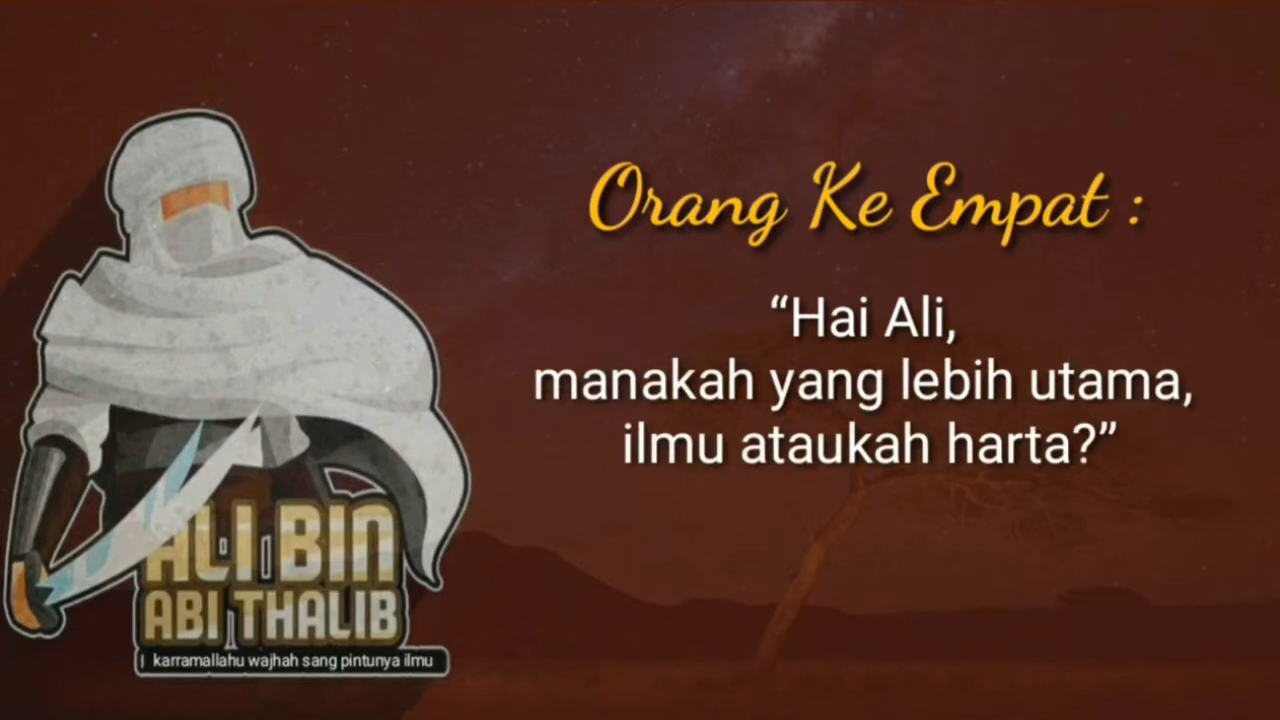 Orang Ke Empat :
“Hai Ali,
manakah yang lebih utama,
ilmu ataukah harta?”
ALI BIN
ABI THALIB
karramallahu wajhah sang pintunya ilmu